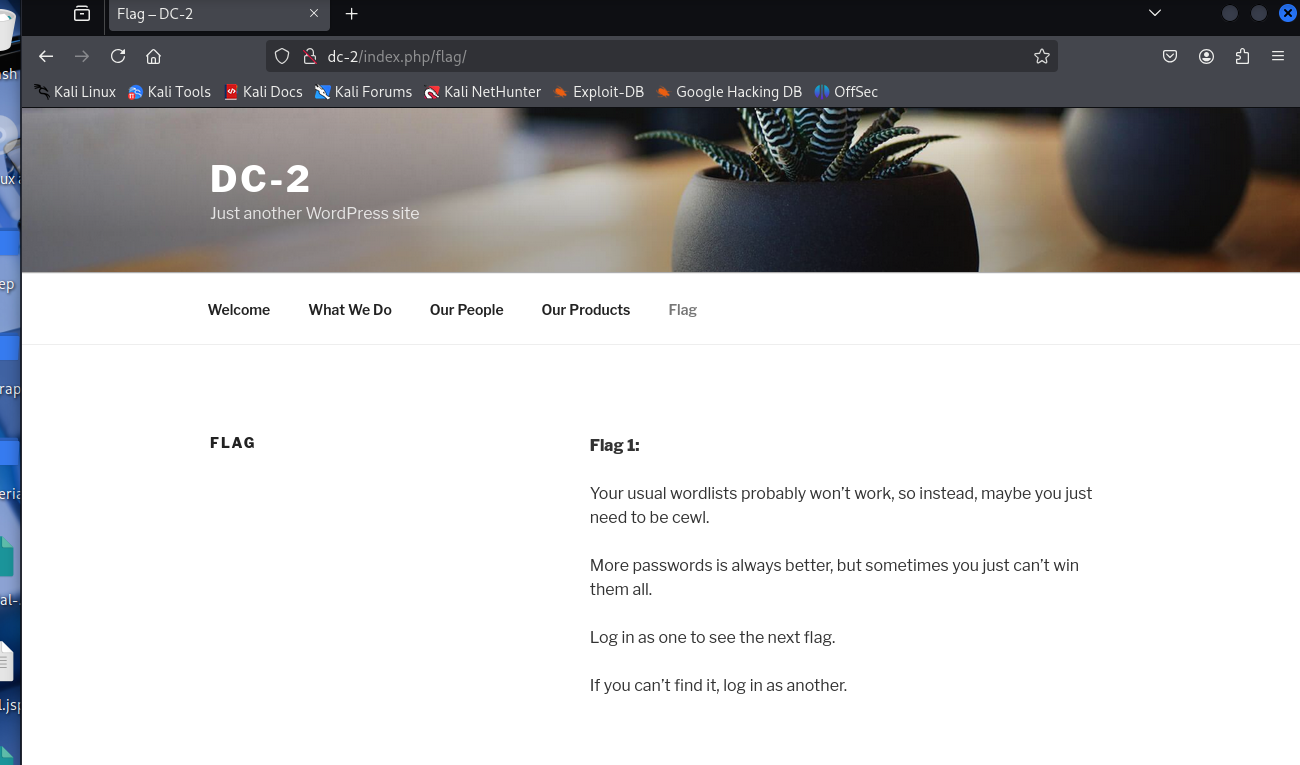 Flag – DC-2
dc-2/index.php/flag/
Kali Linux Kali Tools Kali Docs Kali Forums Kali NetHunter Exploit-DB Google Hacking DB OffSec
DC-2
Just another WordPress site
Welcome What We Do Our People Our Products Flag
FLAG
Flag 1:
Your usual wordlists probably won’t work, so instead, maybe you just
need to be cewl.
More passwords is always better, but sometimes you just can’t win
them all.
Log in as one to see the next flag.
If you can’t find it, log in as another.